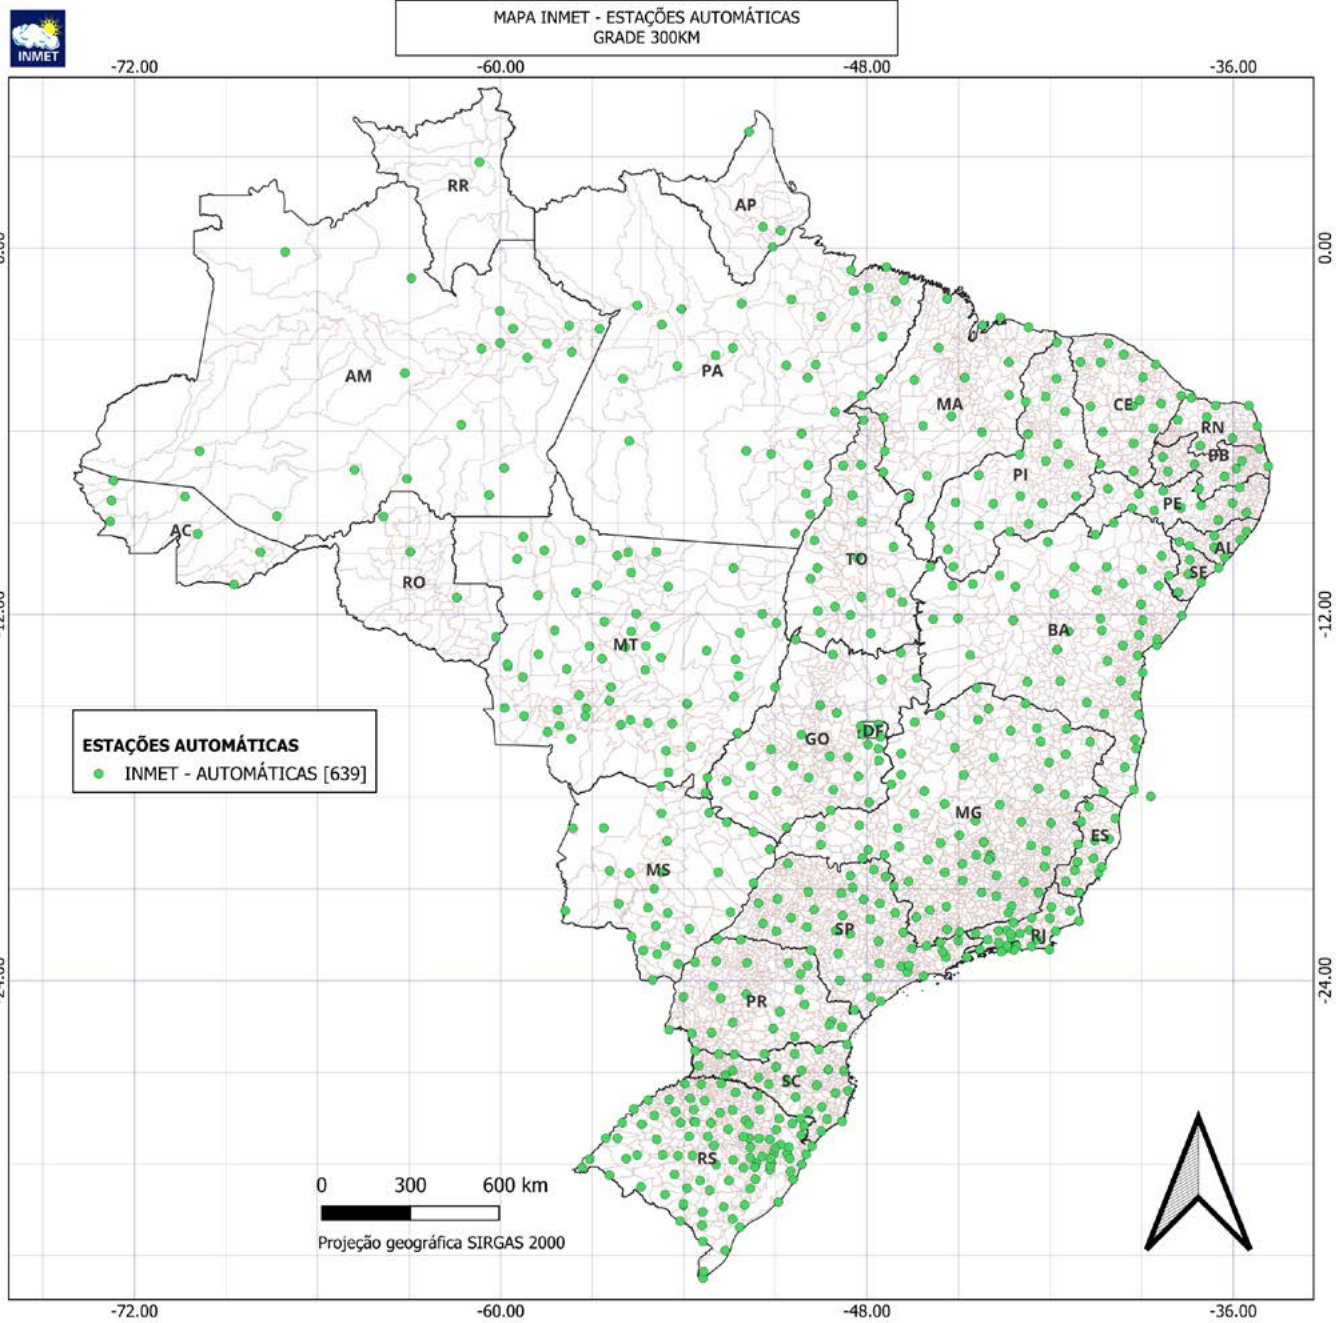 MAPA INMET - ESTAÇÕES AUTOMÁTICAS
GRADE 300KM
INMET
-72.00
-60.00
-48.00
-36.00
RR
AP
0.00
AM
PA
MA
CE
RN
PB
PI
PE
AC
AL
TO
SE
RO
-12.00
BA
MT
ESTAÇÕES AUTOMÁTICAS
INMET - AUTOMÁTICAS [639]
GO
DF
MG
ES
MS
SP
RJ
-24.00
PR
SC
RS
0 300 600 km
Projeção geográfica SIRGAS 2000
-72.00
-60.00
-48.00
-36.00